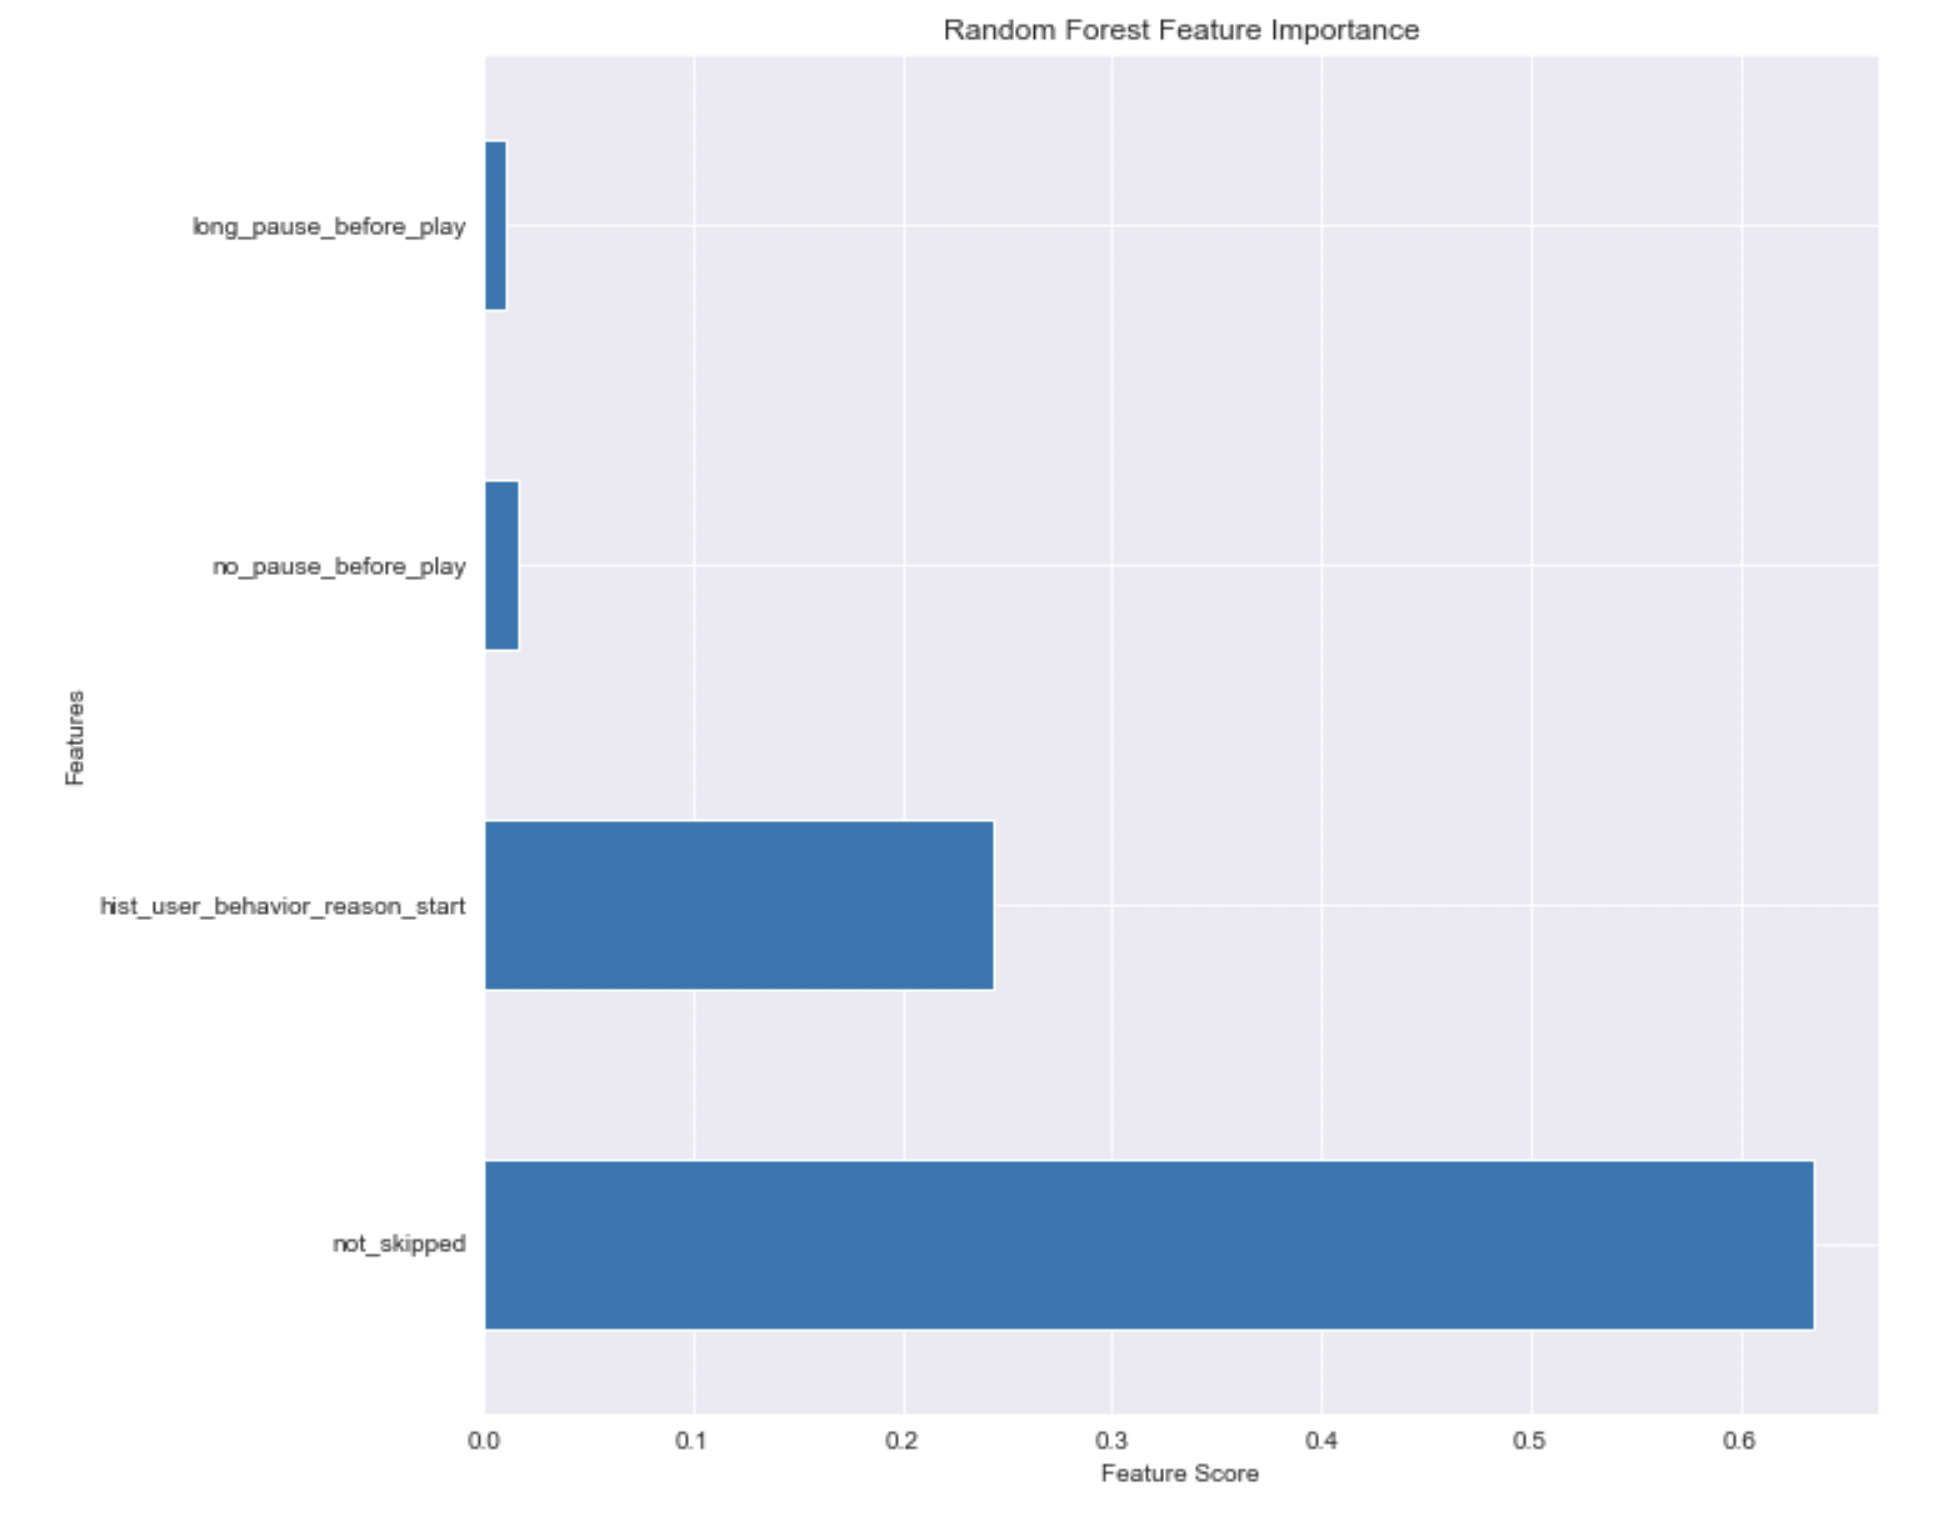 Random Forest Feature Importance
long_pause_before_play
no_pause_before_play
Features
hist_user_behavior_reason_start
not_skipped
0.0 0.1 0.2 0.3 0.4 0.5 0.6
Feature Score